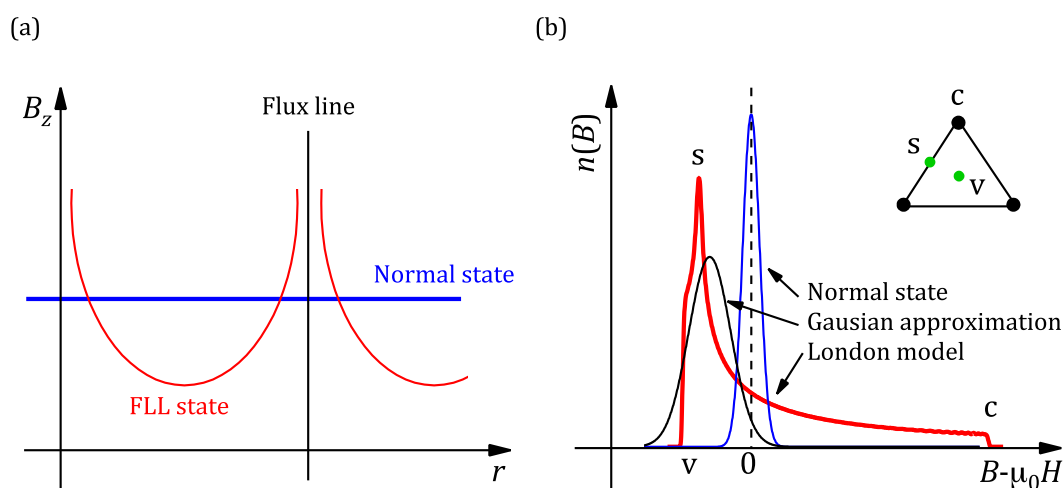 (a)
B_z
Flux line
Normal state
FLL state
r
(b)
n(B)
s
c
s
v
Normal state
Gausian approximation
London model
c
v
0
B-μ₀H